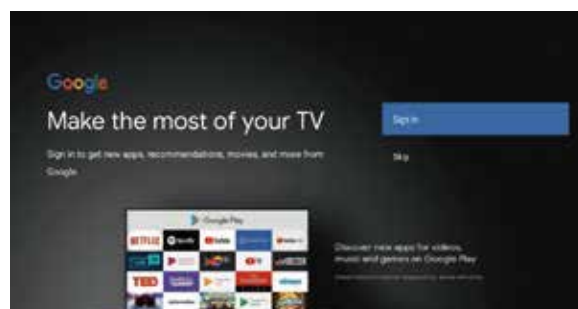 Google
Make the most of your TV
Sign in to get new apps, recommendations, movies, and more from
Google
Sign in
Skip
Google Play
NETFLIX Spotify YouTube
TED
Discover new apps for videos,
music and games on Google Play